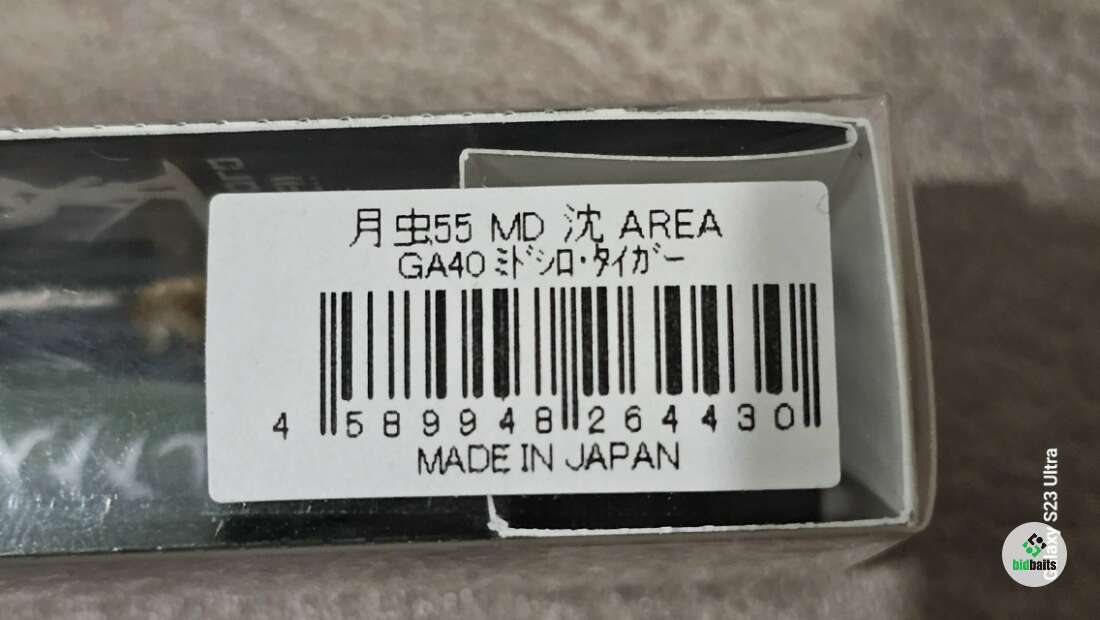 月虫55 MD 沈 AREA
GA40 ﾐﾄﾞｼﾛ・ﾀｲｶﾞｰ
4 589948 264430
MADE IN JAPAN
Galaxy S23 Ultra
bidbaits